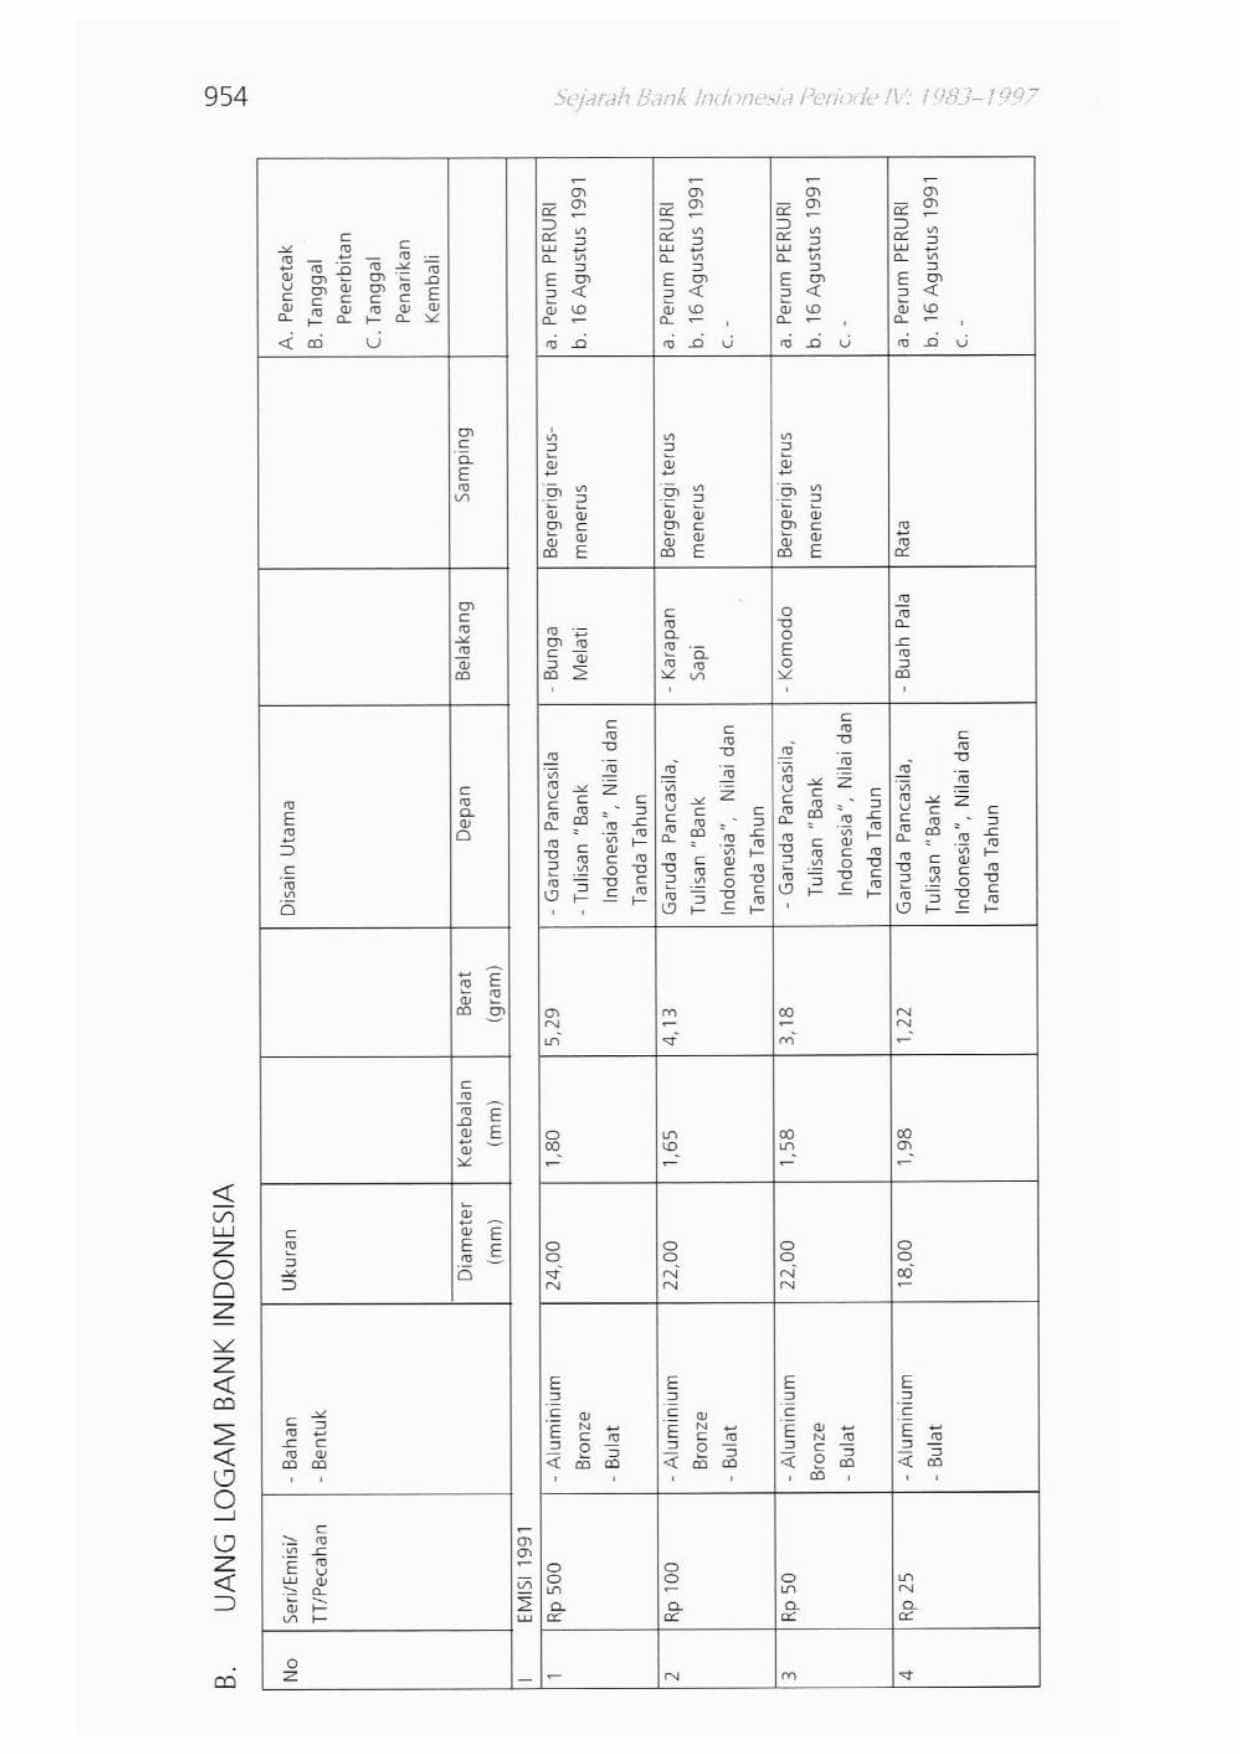 954
Sejarah Bank Indonesia Periode IV: 1983–1997
B. UANG LOGAM BANK INDONESIA
No
Seri/Emisi/
TT/Pecahan
- Bahan
- Bentuk
Ukuran
Diameter
(mm)
Ketebalan
(mm)
Berat
(gram)
Disain Utama
Depan
Belakang
Samping
A. Pencetak
B. Tanggal
Penerbitan
C. Tanggal
Penarikan
Kembali
I
EMISI 1991
1
Rp 500
- Aluminium
Bronze
- Bulat
24,00
1,80
5,29
- Garuda Pancasila
- Tulisan "Bank
Indonesia", Nilai dan
Tanda Tahun
- Bunga
Melati
Bergerigi terus-
menerus
a. Perum PERURI
b. 16 Agustus 1991
2
Rp 100
- Aluminium
Bronze
- Bulat
22,00
1,65
4,13
Garuda Pancasila,
Tulisan "Bank
Indonesia", Nilai dan
Tanda Tahun
- Karapan
Sapi
Bergerigi terus
menerus
a. Perum PERURI
b. 16 Agustus 1991
c. -
3
Rp 50
- Aluminium
Bronze
- Bulat
22,00
1,58
3,18
- Garuda Pancasila,
Tulisan "Bank
Indonesia", Nilai dan
Tanda Tahun
- Komodo
Bergerigi terus
menerus
a. Perum PERURI
b. 16 Agustus 1991
c. -
4
Rp 25
- Aluminium
- Bulat
18,00
1,98
1,22
Garuda Pancasila,
Tulisan "Bank
Indonesia", Nilai dan
Tanda Tahun
- Buah Pala
Rata
a. Perum PERURI
b. 16 Agustus 1991
c. -